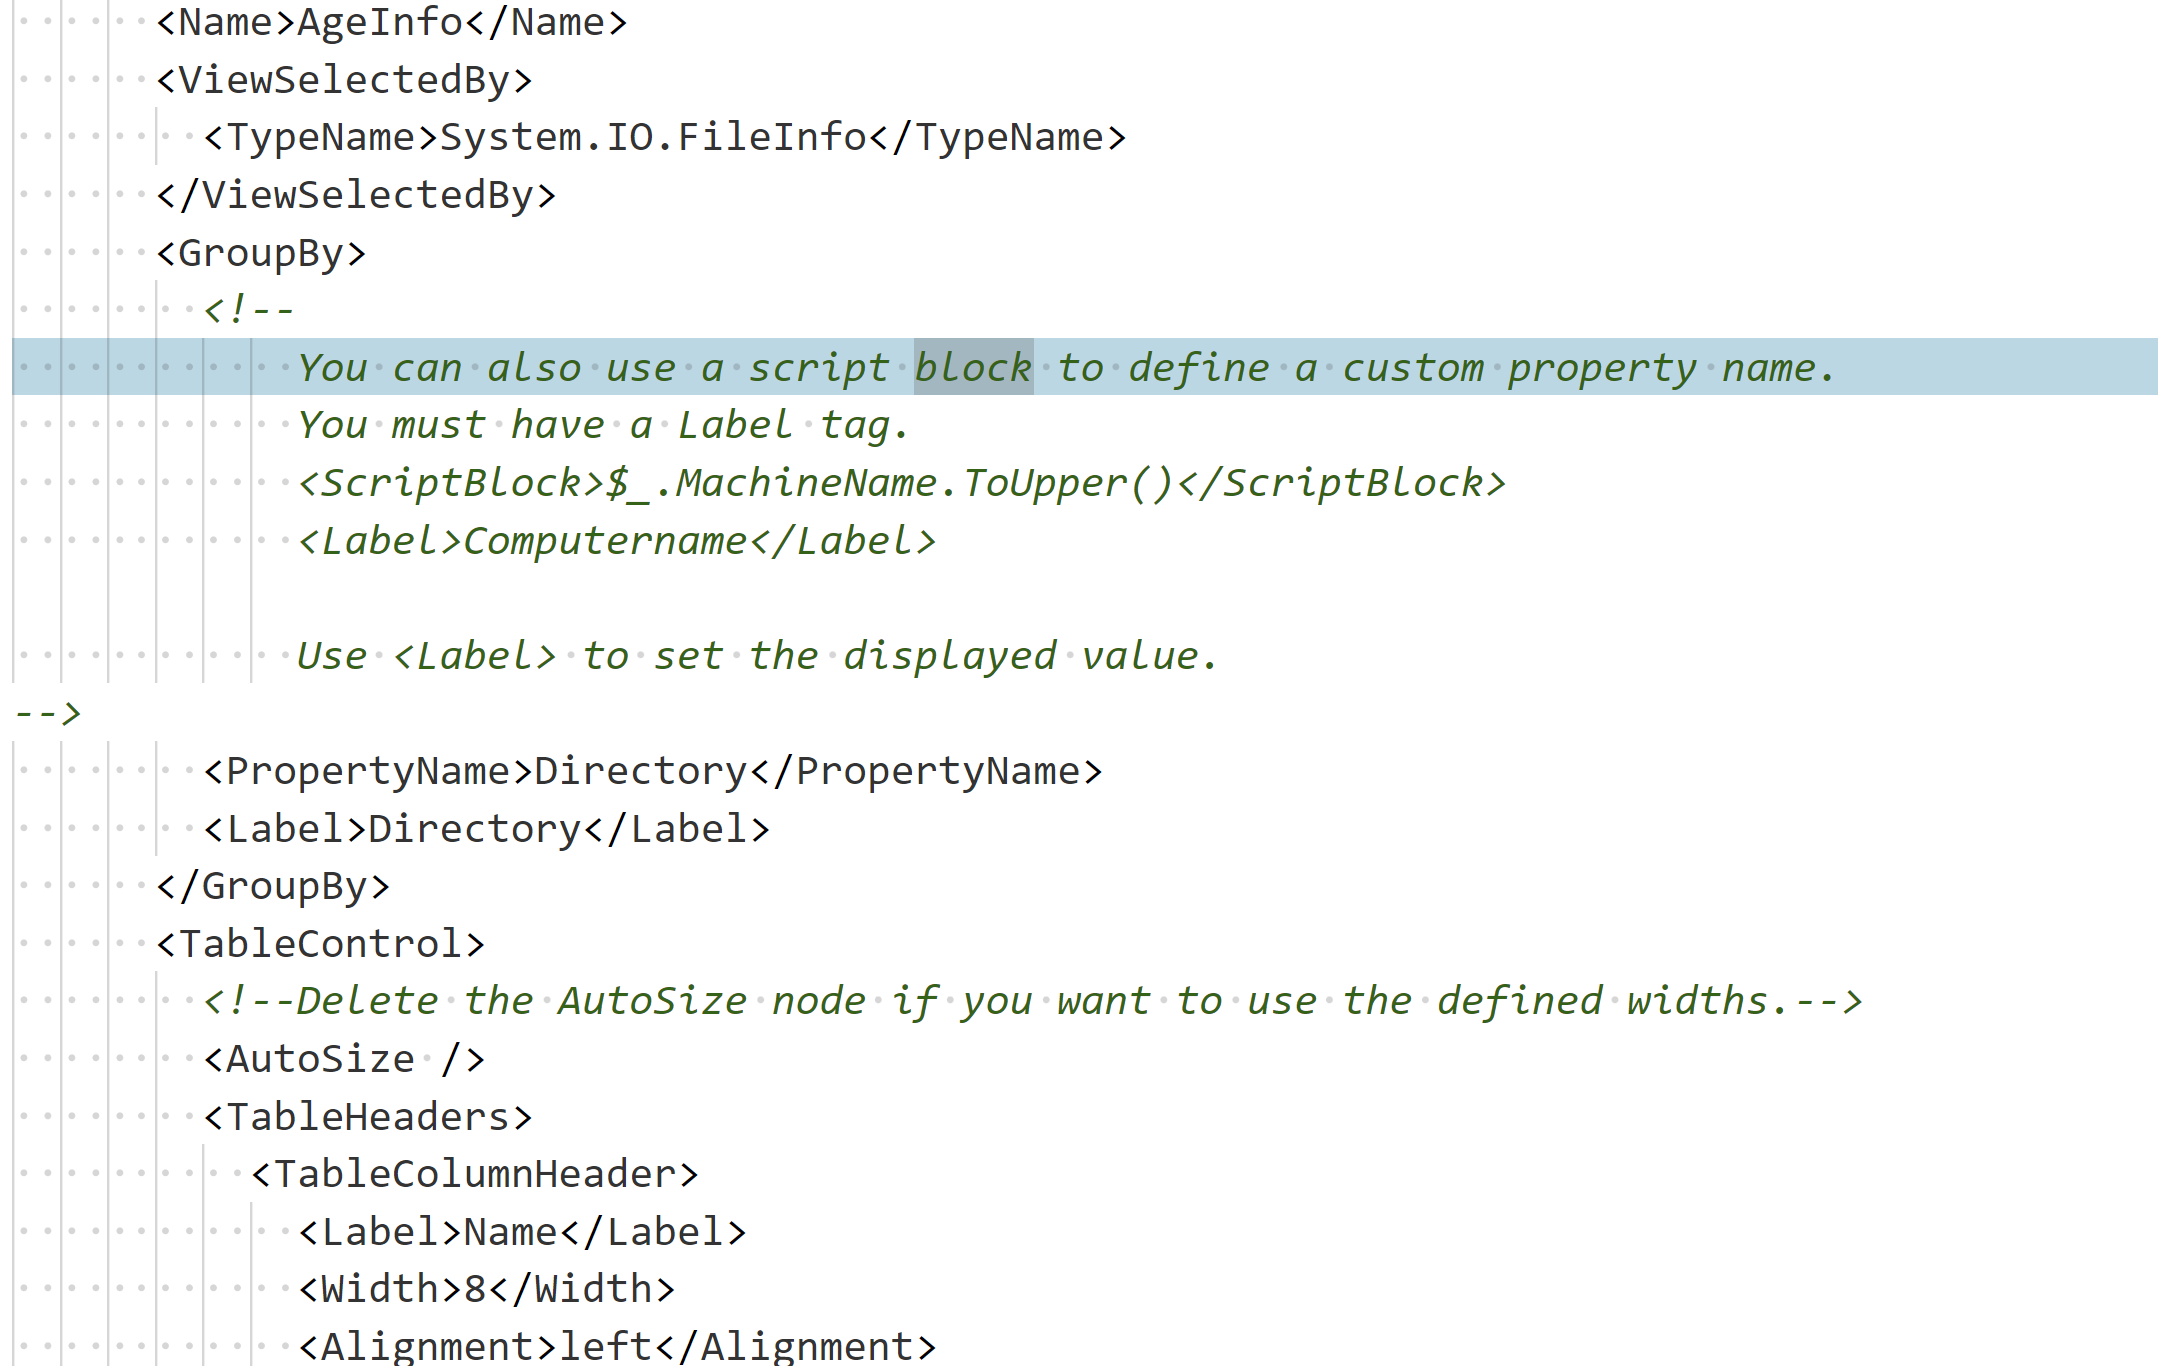 <Name>AgeInfo</Name>
<ViewSelectedBy>
<TypeName>System.IO.FileInfo</TypeName>
</ViewSelectedBy>
<GroupBy>
<!--
You can also use a script block to define a custom property name.
You must have a Label tag.
<ScriptBlock>$_.MachineName.ToUpper()</ScriptBlock>
<Label>Computername</Label>
Use <Label> to set the displayed value.
-->
<PropertyName>Directory</PropertyName>
<Label>Directory</Label>
</GroupBy>
<TableControl>
<!--Delete the AutoSize node if you want to use the defined widths.-->
<AutoSize />
<TableHeaders>
<TableColumnHeader>
<Label>Name</Label>
<Width>8</Width>
<Alignment>left</Alignment>